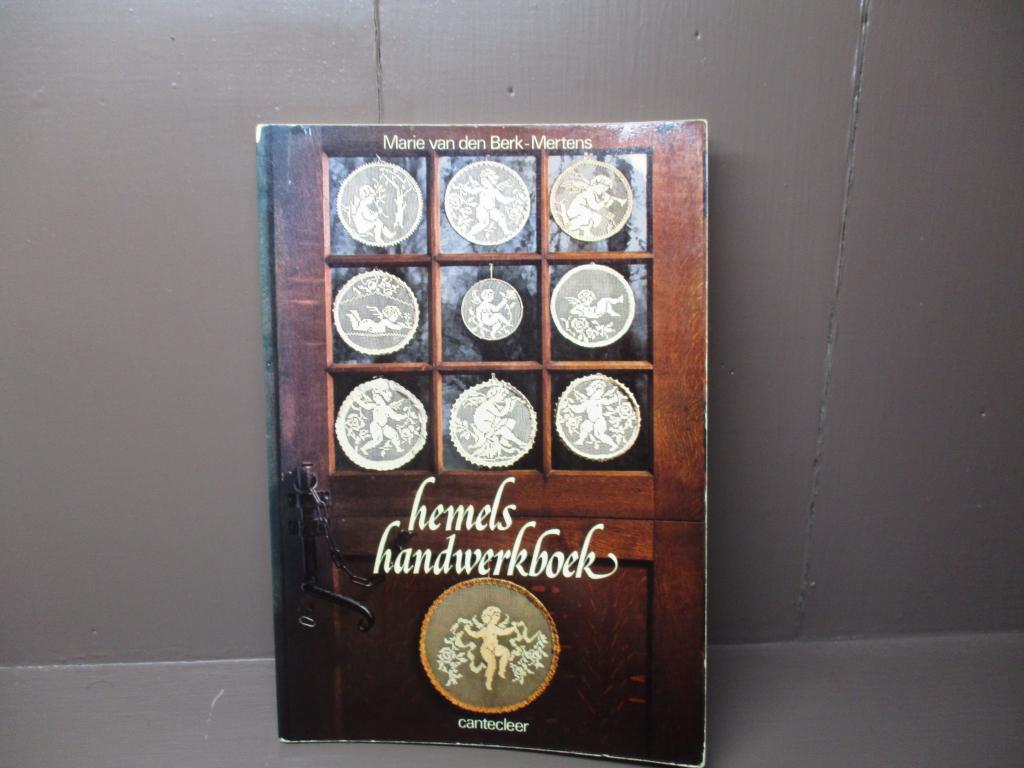 Marie van den Berk-Mertens
hemels
handwerkboek
cantecleer